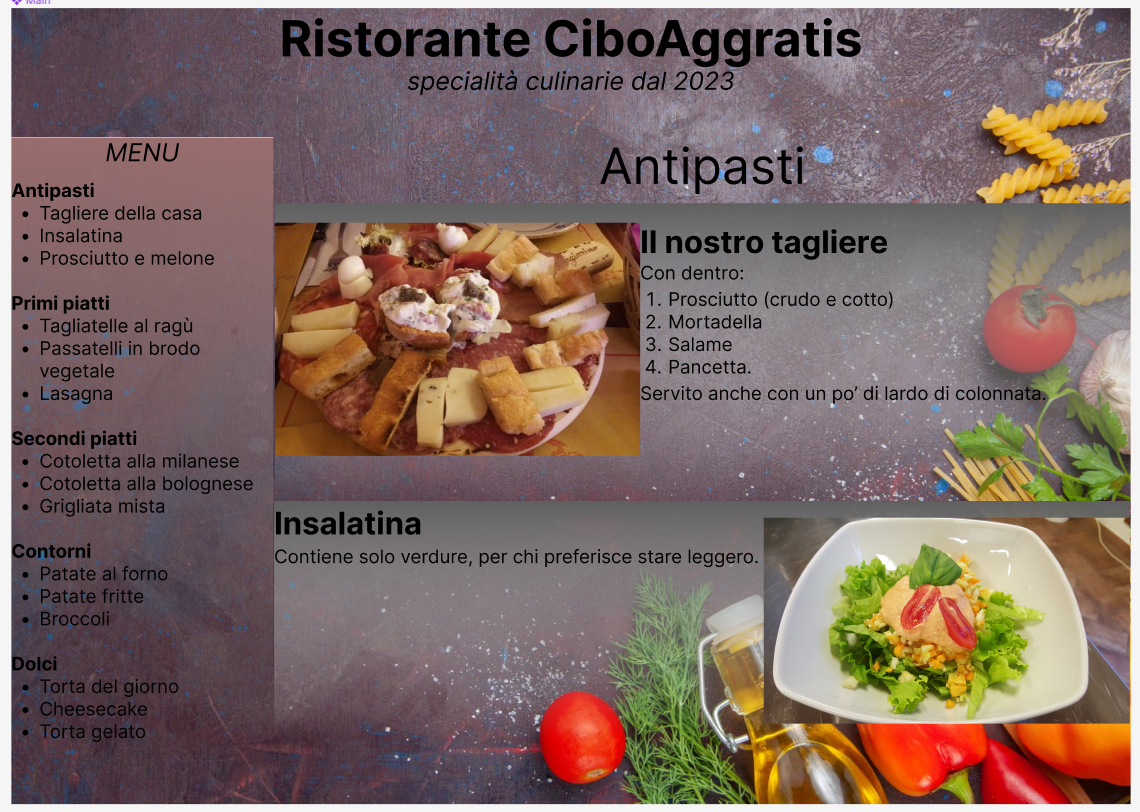 Main
Ristorante CiboAggratis
specialità culinarie dal 2023
MENU
Antipasti
• Tagliere della casa
• Insalatina
• Prosciutto e melone
Primi piatti
• Tagliatelle al ragù
• Passatelli in brodo
vegetale
• Lasagna
Secondi piatti
• Cotoletta alla milanese
• Cotoletta alla bolognese
• Grigliata mista
Contorni
• Patate al forno
• Patate fritte
• Broccoli
Dolci
• Torta del giorno
• Cheesecake
• Torta gelato
Antipasti
Il nostro tagliere
Con dentro:
1. Prosciutto (crudo e cotto)
2. Mortadella
3. Salame
4. Pancetta.
Servito anche con un po’ di lardo di colonnata.
Insalatina
Contiene solo verdure, per chi preferisce stare leggero.